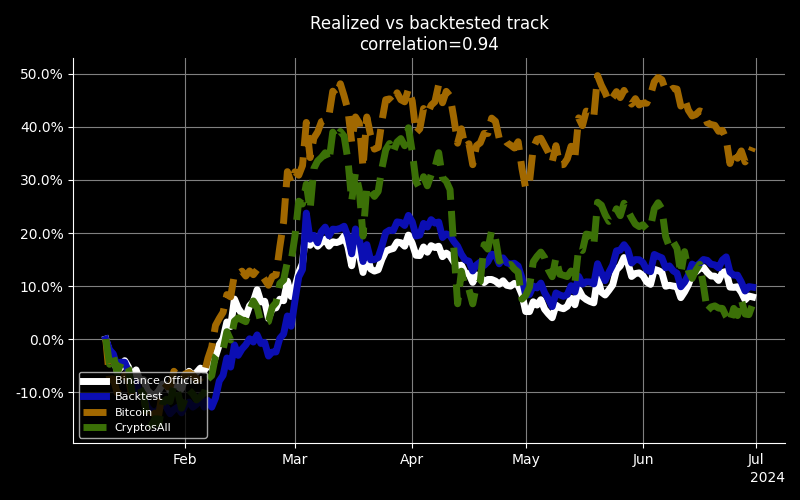 Realized vs backtested track
correlation=0.94
50.0%
40.0%
30.0%
20.0%
10.0%
0.0%
-10.0%
Binance Official
Backtest
Bitcoin
CryptosAll
Feb Mar Apr May Jun Jul
2024